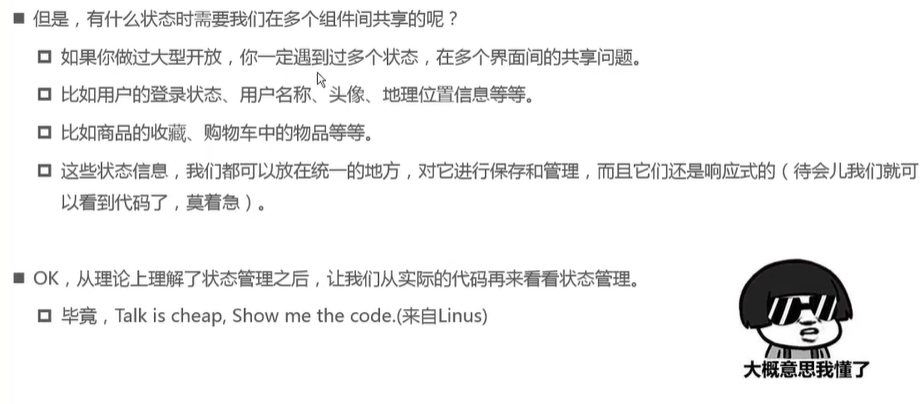 但是，有什么状态时需要我们在多个组件间共享的呢？
如果你做过大型开放，你一定遇到过多个状态，在多个界面间的共享问题。
比如用户的登录状态、用户名称、头像、地理位置信息等等。
比如商品的收藏、购物车中的物品等等。
这些状态信息，我们都可以放在统一的地方，对它进行保存和管理，而且它们还是响应式的（待会儿我们就可
以看到代码了，莫着急）。
OK，从理论上理解了状态管理之后，让我们从实际的代码再来看看状态管理。
毕竟，Talk is cheap, Show me the code.(来自Linus)
大概意思我懂了